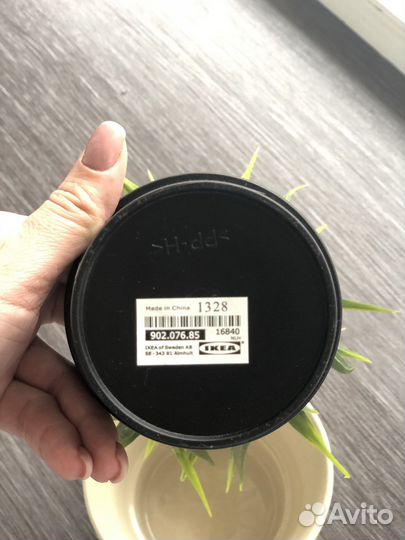 >PP-H<
Made in China 1328
902.076.85 16840
NLH
IKEA of Sweden AB
SE-343 81 Älmhult
IKEA
Avito